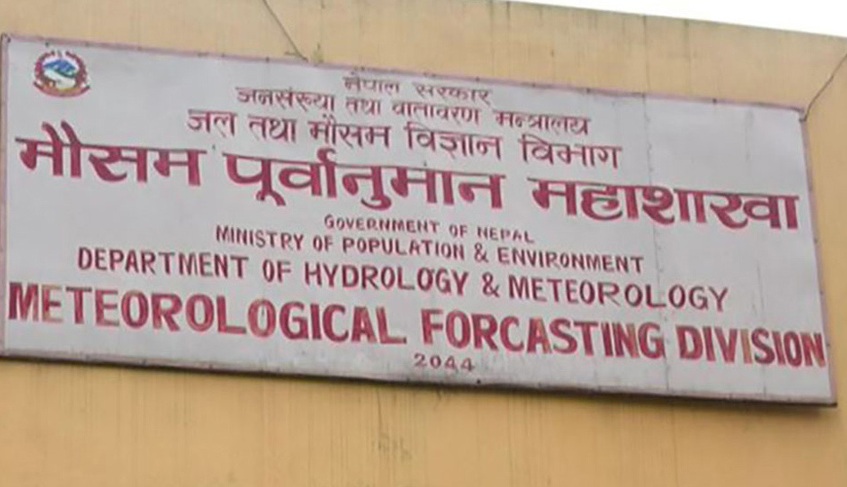 नेपाल सरकार
जनसंख्या तथा वातावरण मन्त्रालय
जल तथा मौसम विज्ञान विभाग
मौसम पूर्वानुमान महाशाखा
GOVERNMENT OF NEPAL
MINISTRY OF POPULATION & ENVIRONMENT
DEPARTMENT OF HYDROLOGY & METEOROLOGY
METEOROLOGICAL FORCASTING DIVISION
2044